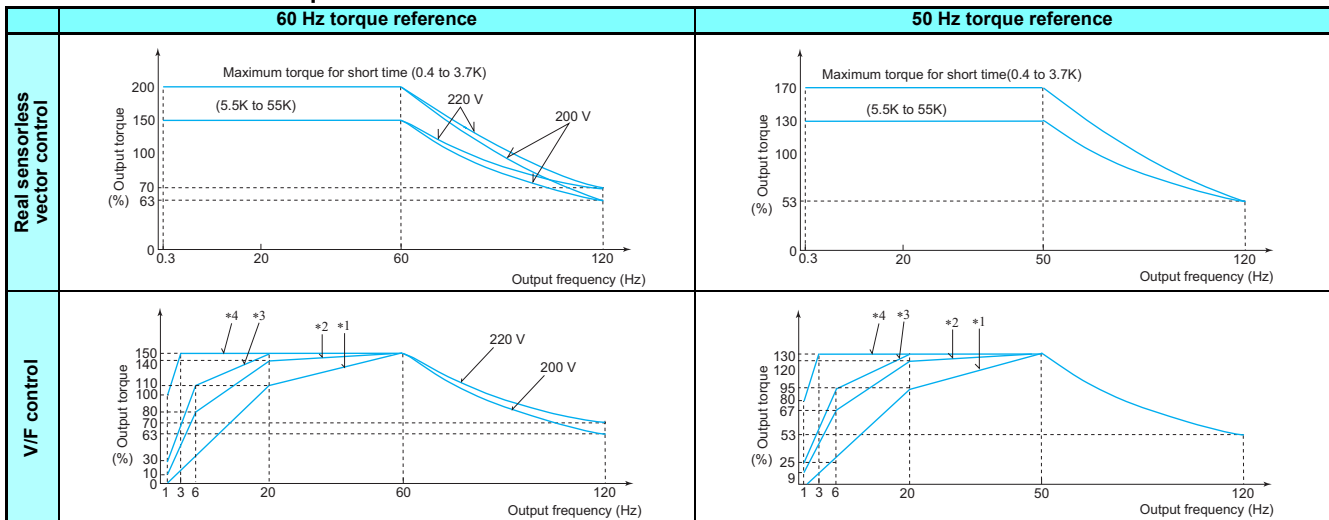 60 Hz torque reference
50 Hz torque reference
Real sensorless
vector control
Output torque
(%)
200
150
100
70
63
0
Maximum torque for short time (0.4 to 3.7K)
(5.5K to 55K)
220 V
200 V
0.3
20
60
120
Output frequency (Hz)
Output torque
(%)
170
130
100
53
0
Maximum torque for short time(0.4 to 3.7K)
(5.5K to 55K)
0.3
20
50
120
Output frequency (Hz)
V/F control
Output torque
(%)
150
140
110
100
80
70
63
30
10
0
*4
*3
*2
*1
220 V
200 V
1
3
6
20
60
120
Output frequency (Hz)
Output torque
(%)
130
120
95
80
67
53
25
9
*4
*3
*2
*1
1
3
6
20
50
120
Output frequency (Hz)